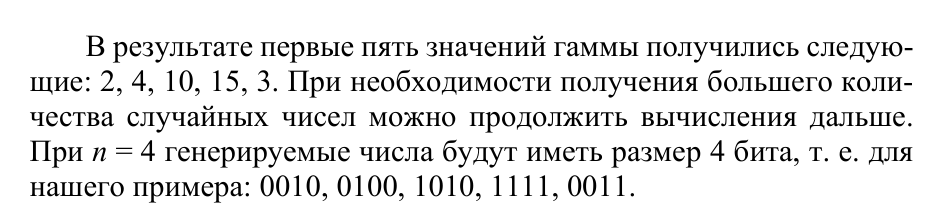 В результате первые пять значений гаммы получились следую-
щие: 2, 4, 10, 15, 3. При необходимости получения большего коли-
чества случайных чисел можно продолжить вычисления дальше.
При n = 4 генерируемые числа будут иметь размер 4 бита, т. е. для
нашего примера: 0010, 0100, 1010, 1111, 0011.